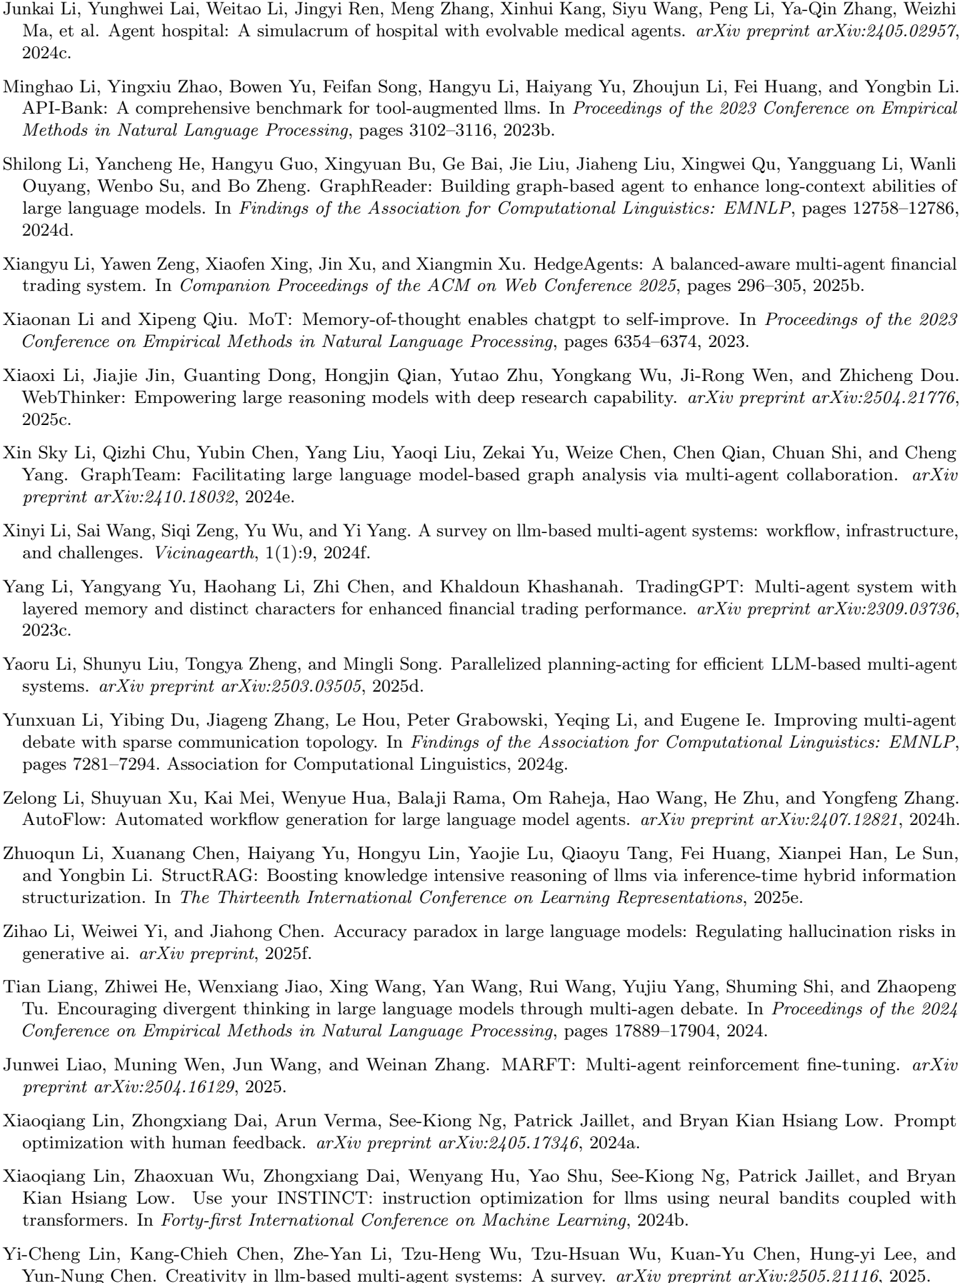 Junkai Li, Yunghwei Lai, Weitao Li, Jingyi Ren, Meng Zhang, Xinhui Kang, Siyu Wang, Peng Li, Ya-Qin Zhang, Weizhi
Ma, et al. Agent hospital: A simulacrum of hospital with evolvable medical agents. arXiv preprint arXiv:2405.02957,
2024c.
Minghao Li, Yingxiu Zhao, Bowen Yu, Feifan Song, Hangyu Li, Haiyang Yu, Zhoujun Li, Fei Huang, and Yongbin Li.
API-Bank: A comprehensive benchmark for tool-augmented llms. In Proceedings of the 2023 Conference on Empirical
Methods in Natural Language Processing, pages 3102–3116, 2023b.
Shilong Li, Yancheng He, Hangyu Guo, Xingyuan Bu, Ge Bai, Jie Liu, Jiaheng Liu, Xingwei Qu, Yangguang Li, Wanli
Ouyang, Wenbo Su, and Bo Zheng. GraphReader: Building graph-based agent to enhance long-context abilities of
large language models. In Findings of the Association for Computational Linguistics: EMNLP, pages 12758–12786,
2024d.
Xiangyu Li, Yawen Zeng, Xiaofen Xing, Jin Xu, and Xiangmin Xu. HedgeAgents: A balanced-aware multi-agent financial
trading system. In Companion Proceedings of the ACM on Web Conference 2025, pages 296–305, 2025b.
Xiaonan Li and Xipeng Qiu. MoT: Memory-of-thought enables chatgpt to self-improve. In Proceedings of the 2023
Conference on Empirical Methods in Natural Language Processing, pages 6354–6374, 2023.
Xiaoxi Li, Jiajie Jin, Guanting Dong, Hongjin Qian, Yutao Zhu, Yongkang Wu, Ji-Rong Wen, and Zhicheng Dou.
WebThinker: Empowering large reasoning models with deep research capability. arXiv preprint arXiv:2504.21776,
2025c.
Xin Sky Li, Qizhi Chu, Yubin Chen, Yang Liu, Yaoqi Liu, Zekai Yu, Weize Chen, Chen Qian, Chuan Shi, and Cheng
Yang. GraphTeam: Facilitating large language model-based graph analysis via multi-agent collaboration. arXiv
preprint arXiv:2410.18032, 2024e.
Xinyi Li, Sai Wang, Siqi Zeng, Yu Wu, and Yi Yang. A survey on llm-based multi-agent systems: workflow, infrastructure,
and challenges. Vicinagearth, 1(1):9, 2024f.
Yang Li, Yangyang Yu, Haohang Li, Zhi Chen, and Khaldoun Khashanah. TradingGPT: Multi-agent system with
layered memory and distinct characters for enhanced financial trading performance. arXiv preprint arXiv:2309.03736,
2023c.
Yaoru Li, Shunyu Liu, Tongya Zheng, and Mingli Song. Parallelized planning-acting for efficient LLM-based multi-agent
systems. arXiv preprint arXiv:2503.03505, 2025d.
Yunxuan Li, Yibing Du, Jiageng Zhang, Le Hou, Peter Grabowski, Yeqing Li, and Eugene Ie. Improving multi-agent
debate with sparse communication topology. In Findings of the Association for Computational Linguistics: EMNLP,
pages 7281–7294. Association for Computational Linguistics, 2024g.
Zelong Li, Shuyuan Xu, Kai Mei, Wenyue Hua, Balaji Rama, Om Raheja, Hao Wang, He Zhu, and Yongfeng Zhang.
AutoFlow: Automated workflow generation for large language model agents. arXiv preprint arXiv:2407.12821, 2024h.
Zhuoqun Li, Xuanang Chen, Haiyang Yu, Hongyu Lin, Yaojie Lu, Qiaoyu Tang, Fei Huang, Xianpei Han, Le Sun,
and Yongbin Li. StructRAG: Boosting knowledge intensive reasoning of llms via inference-time hybrid information
structurization. In The Thirteenth International Conference on Learning Representations, 2025e.
Zihao Li, Weiwei Yi, and Jiahong Chen. Accuracy paradox in large language models: Regulating hallucination risks in
generative ai. arXiv preprint, 2025f.
Tian Liang, Zhiwei He, Wenxiang Jiao, Xing Wang, Yan Wang, Rui Wang, Yujiu Yang, Shuming Shi, and Zhaopeng
Tu. Encouraging divergent thinking in large language models through multi-agen debate. In Proceedings of the 2024
Conference on Empirical Methods in Natural Language Processing, pages 17889–17904, 2024.
Junwei Liao, Muning Wen, Jun Wang, and Weinan Zhang. MARFT: Multi-agent reinforcement fine-tuning. arXiv
preprint arXiv:2504.16129, 2025.
Xiaoqiang Lin, Zhongxiang Dai, Arun Verma, See-Kiong Ng, Patrick Jaillet, and Bryan Kian Hsiang Low. Prompt
optimization with human feedback. arXiv preprint arXiv:2405.17346, 2024a.
Xiaoqiang Lin, Zhaoxuan Wu, Zhongxiang Dai, Wenyang Hu, Yao Shu, See-Kiong Ng, Patrick Jaillet, and Bryan
Kian Hsiang Low. Use your INSTINCT: instruction optimization for llms using neural bandits coupled with
transformers. In Forty-first International Conference on Machine Learning, 2024b.
Yi-Cheng Lin, Kang-Chieh Chen, Zhe-Yan Li, Tzu-Heng Wu, Tzu-Hsuan Wu, Kuan-Yu Chen, Hung-yi Lee, and
Yun-Nung Chen. Creativity in llm-based multi-agent systems: A survey. arXiv preprint arXiv:2505.21116, 2025.